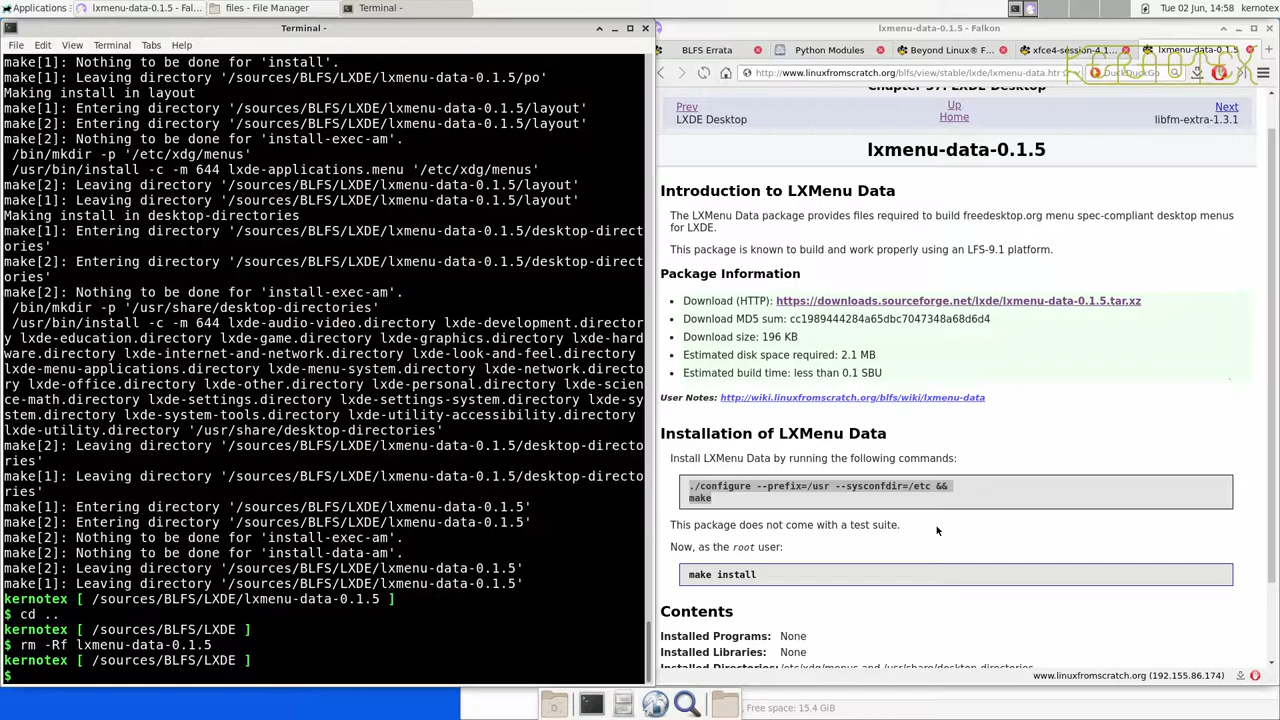 Applications
lxmenu-data-0.1.5 - Fal...
files - File Manager
Terminal -
Tue 02 Jun, 14:58
kernotex
Terminal -
File Edit View Terminal Tabs Help
make[1]: Nothing to be done for 'install'.
make[1]: Leaving directory '/sources/BLFS/LXDE/lxmenu-data-0.1.5/po'
Making install in layout
make[1]: Entering directory '/sources/BLFS/LXDE/lxmenu-data-0.1.5/layout'
make[2]: Entering directory '/sources/BLFS/LXDE/lxmenu-data-0.1.5/layout'
make[2]: Nothing to be done for 'install-exec-am'.
/bin/mkdir -p '/etc/xdg/menus'
/usr/bin/install -c -m 644 lxde-applications.menu '/etc/xdg/menus'
make[2]: Leaving directory '/sources/BLFS/LXDE/lxmenu-data-0.1.5/layout'
make[1]: Leaving directory '/sources/BLFS/LXDE/lxmenu-data-0.1.5/layout'
Making install in desktop-directories
make[1]: Entering directory '/sources/BLFS/LXDE/lxmenu-data-0.1.5/desktop-direct
ories'
make[2]: Entering directory '/sources/BLFS/LXDE/lxmenu-data-0.1.5/desktop-direct
ories'
make[2]: Nothing to be done for 'install-exec-am'.
/bin/mkdir -p '/usr/share/desktop-directories'
/usr/bin/install -c -m 644 lxde-audio-video.directory lxde-development.director
y lxde-education.directory lxde-game.directory lxde-graphics.directory lxde-hard
ware.directory lxde-internet-and-network.directory lxde-look-and-feel.directory
lxde-menu-applications.directory lxde-menu-system.directory lxde-network.directo
ry lxde-office.directory lxde-other.directory lxde-personal.directory lxde-scien
ce-math.directory lxde-settings.directory lxde-settings-system.directory lxde-sy
stem.directory lxde-system-tools.directory lxde-utility-accessibility.directory
lxde-utility.directory '/usr/share/desktop-directories'
make[2]: Leaving directory '/sources/BLFS/LXDE/lxmenu-data-0.1.5/desktop-directo
ries'
make[1]: Leaving directory '/sources/BLFS/LXDE/lxmenu-data-0.1.5/desktop-directo
ries'
make[1]: Entering directory '/sources/BLFS/LXDE/lxmenu-data-0.1.5'
make[2]: Entering directory '/sources/BLFS/LXDE/lxmenu-data-0.1.5'
make[2]: Nothing to be done for 'install-exec-am'.
make[2]: Nothing to be done for 'install-data-am'.
make[2]: Leaving directory '/sources/BLFS/LXDE/lxmenu-data-0.1.5'
make[1]: Leaving directory '/sources/BLFS/LXDE/lxmenu-data-0.1.5'
kernotex [ /sources/BLFS/LXDE/lxmenu-data-0.1.5 ]
$ cd ..
kernotex [ /sources/BLFS/LXDE ]
$ rm -Rf lxmenu-data-0.1.5
kernotex [ /sources/BLFS/LXDE ]
$
lxmenu-data-0.1.5 - Falkon
BLFS Errata
Python Modules
Beyond Linux® F...
xfce4-session-4.1...
lxmenu-data-0.1.5
http://www.linuxfromscratch.org/blfs/view/stable/lxde/lxmenu-data.htm
DuckDuckGo
KERNOTEX
Chapter 37. LXDE Desktop
Prev Up Next
LXDE Desktop Home libfm-extra-1.3.1
lxmenu-data-0.1.5
Introduction to LXMenu Data
The LXMenu Data package provides files required to build freedesktop.org menu spec-compliant desktop menus
for LXDE.
This package is known to build and work properly using an LFS-9.1 platform.
Package Information
• Download (HTTP): https://downloads.sourceforge.net/lxde/lxmenu-data-0.1.5.tar.xz
• Download MD5 sum: cc1989444284a65dbc7047348a68d6d4
• Download size: 196 KB
• Estimated disk space required: 2.1 MB
• Estimated build time: less than 0.1 SBU
User Notes: http://wiki.linuxfromscratch.org/blfs/wiki/lxmenu-data
Installation of LXMenu Data
Install LXMenu Data by running the following commands:
./configure --prefix=/usr --sysconfdir=/etc &&
make
This package does not come with a test suite.
Now, as the root user:
make install
Contents
Installed Programs: None
Installed Libraries: None
Installed Directories: /etc/xdg/menus and /usr/share/desktop-directories
www.linuxfromscratch.org (192.155.86.174)
, Free space: 15.4 GiB